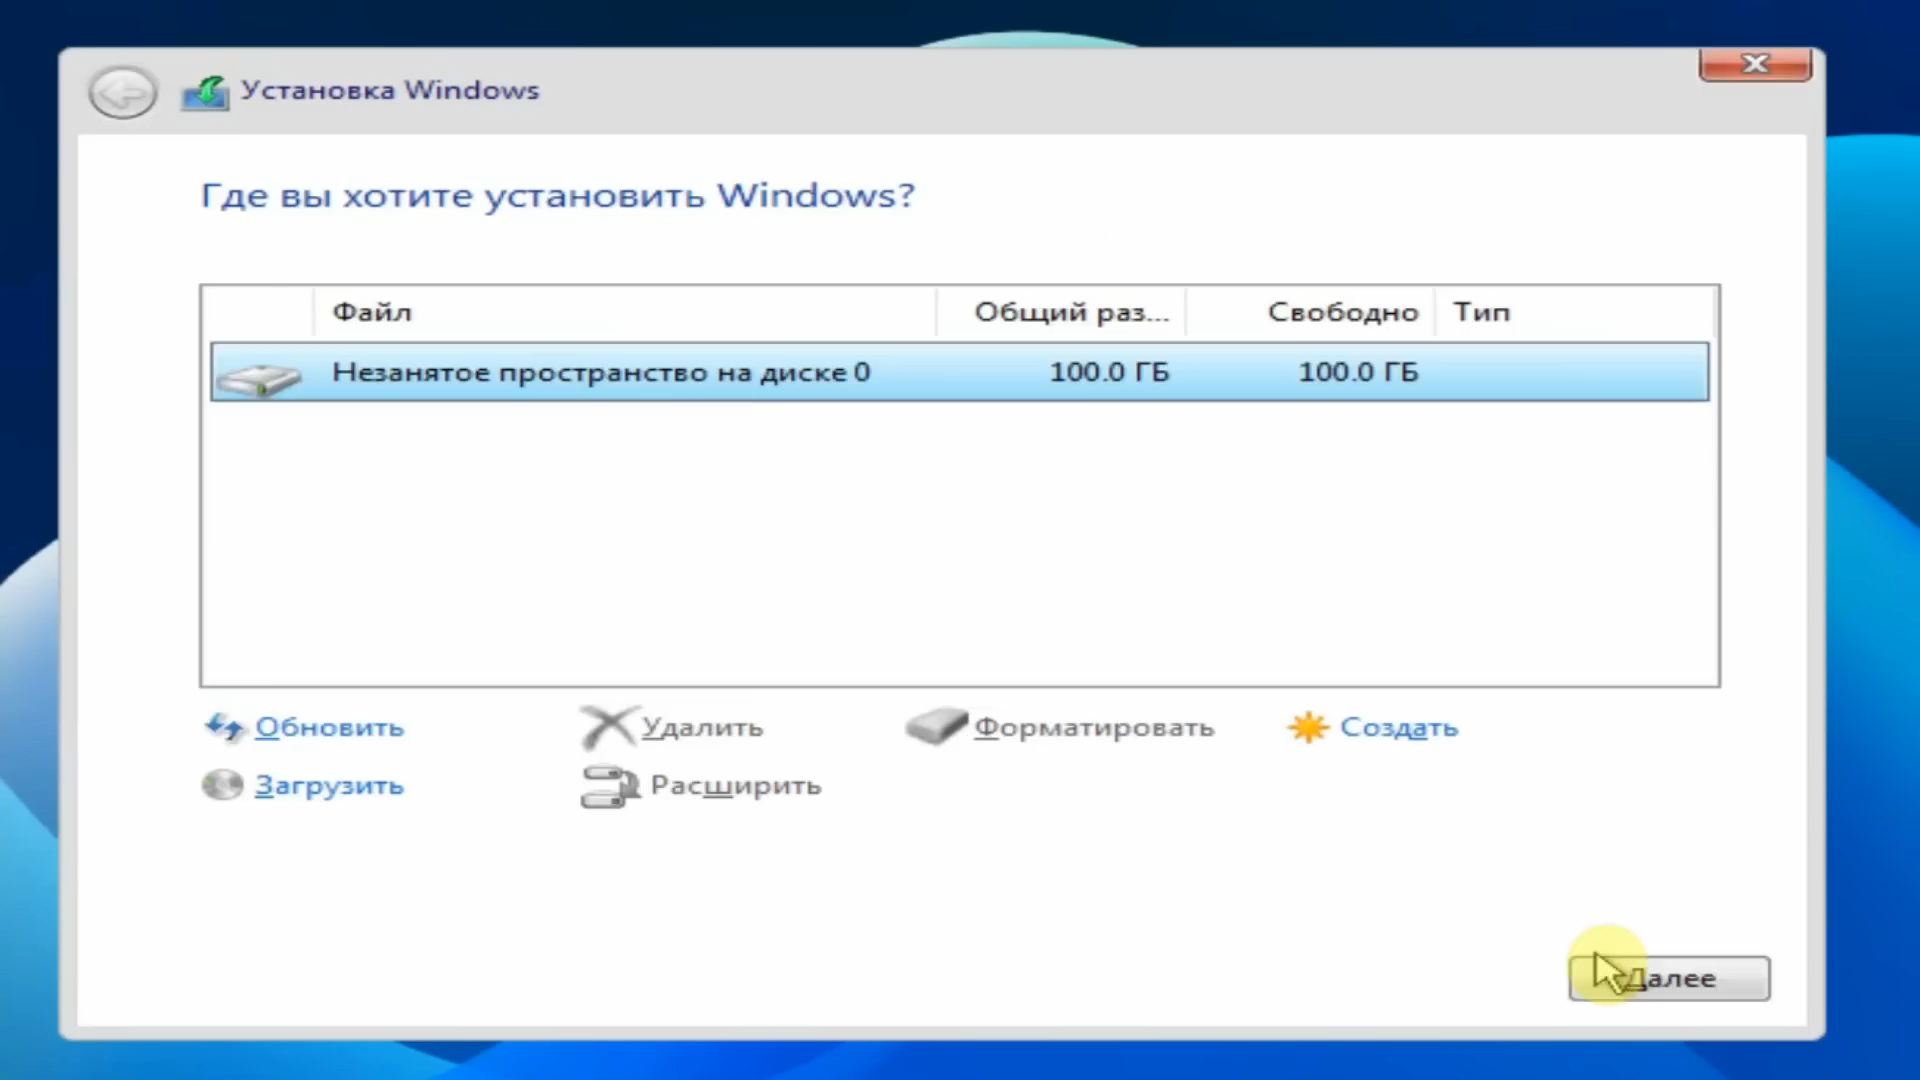 Установка Windows
Где вы хотите установить Windows?
Файл Общий раз... Свободно Тип
Незанятое пространство на диске 0 100.0 ГБ 100.0 ГБ
Обновить Удалить Форматировать Создать
Загрузить Расширить
Далее